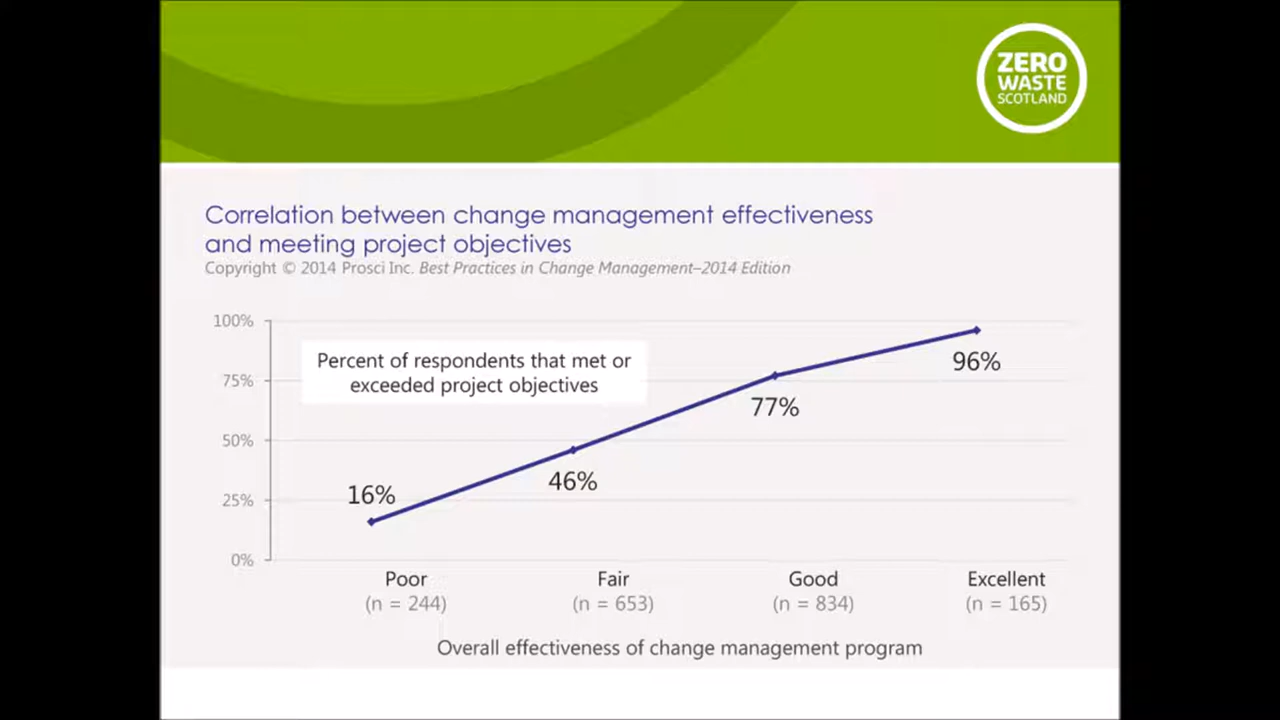 ZERO
WASTE
SCOTLAND
Correlation between change management effectiveness
and meeting project objectives
Copyright © 2014 Prosci Inc. Best Practices in Change Management–2014 Edition
100%
75%
50%
25%
0%
Percent of respondents that met or
exceeded project objectives
16%
46%
77%
96%
Poor
(n = 244)
Fair
(n = 653)
Good
(n = 834)
Excellent
(n = 165)
Overall effectiveness of change management program